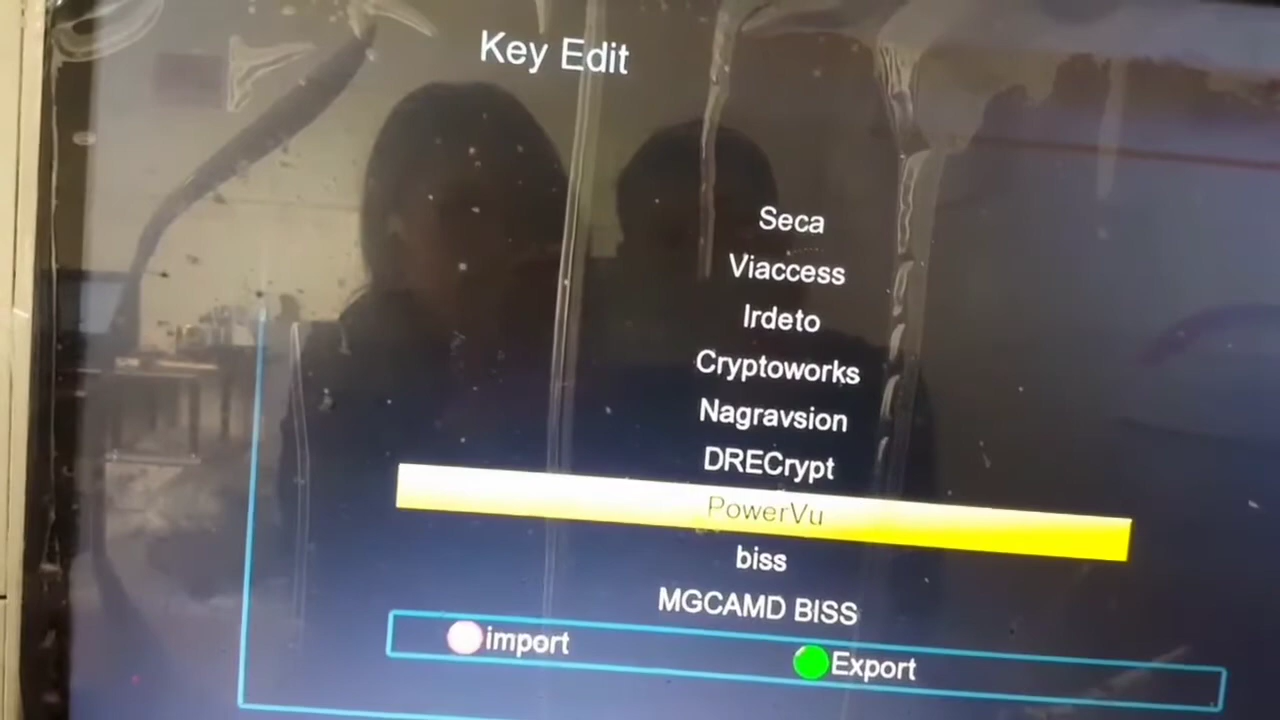 Key Edit
Seca
Viaccess
Irdeto
Cryptoworks
Nagravsion
DRECrypt
PowerVu
biss
MGCAMD BISS
import
Export